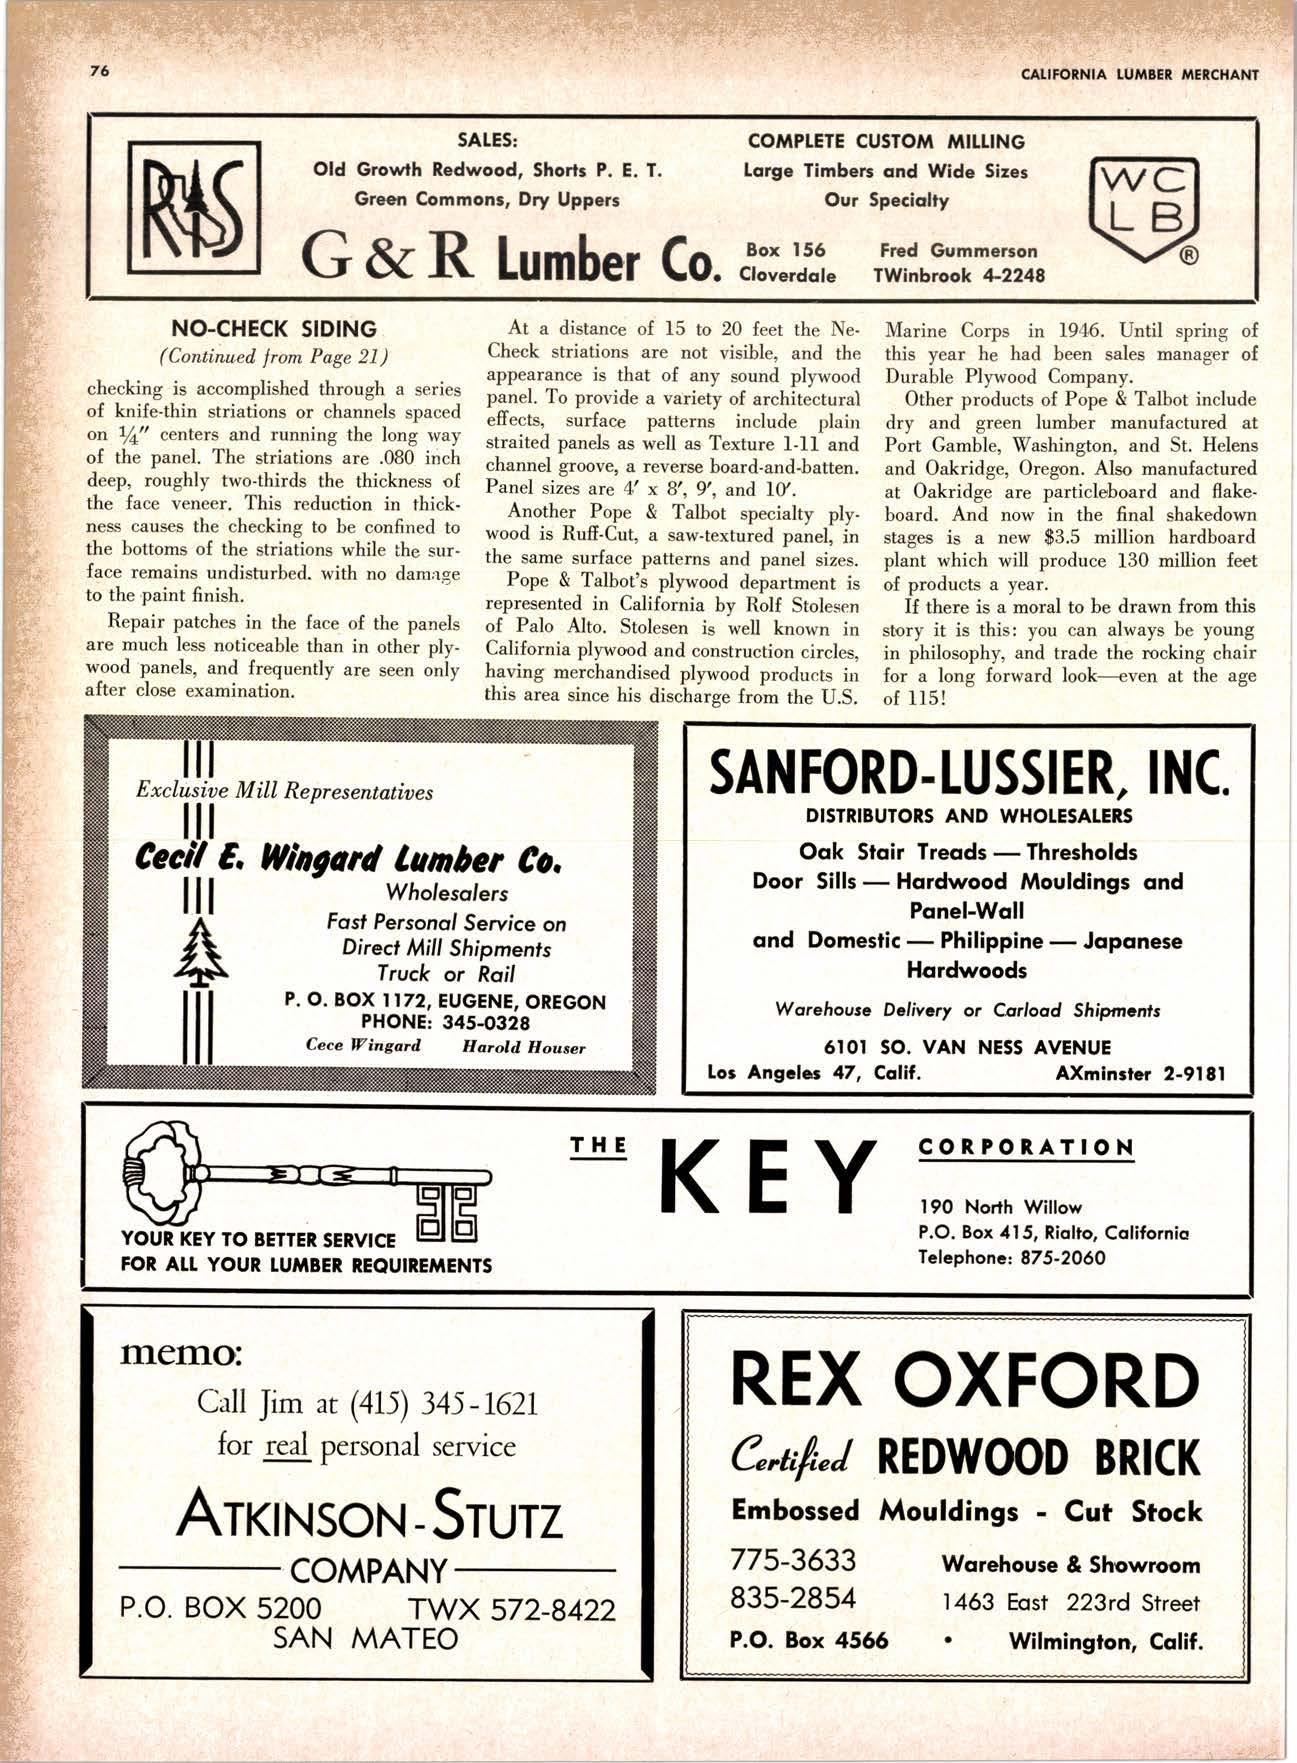 76
CALIFORNIA LUMBER MERCHANT
RIS
SALES:
Old Growth Redwood, Shorts P. E. T.
Green Commons, Dry Uppers
COMPLETE CUSTOM MILLING
Large Timbers and Wide Sizes
Our Specialty
WC
LB
®
G & R Lumber Co.
Box 156
Cloverdale
Fred Gummerson
TWinbrook 4-2248
NO-CHECK SIDING
(Continued from Page 21)
checking is accomplished through a series
of knife-thin striations or channels spaced
on ¼" centers and running the long way
of the panel. The striations are .080 inch
deep, roughly two-thirds the thickness of
the face veneer. This reduction in thick-
ness causes the checking to be confined to
the bottoms of the striations while the sur-
face remains undisturbed. with no damage
to the paint finish.
Repair patches in the face of the panels
are much less noticeable than in other ply-
wood panels, and frequently are seen only
after close examination.
At a distance of 15 to 20 feet the Ne-
Check striations are not visible, and the
appearance is that of any sound plywood
panel. To provide a variety of architectural
effects, surface patterns include plain
straited panels as well as Texture 1-11 and
channel groove, a reverse board-and-batten.
Panel sizes are 4' x 8', 9', and 10'.
Another Pope & Talbot specialty ply-
wood is Ruff-Cut, a saw-textured panel, in
the same surface patterns and panel sizes.
Pope & Talbot's plywood department is
represented in California by Rolf Stolesen
of Palo Alto. Stolesen is well known in
California plywood and construction circles,
having merchandised plywood products in
this area since his discharge from the U.S.
Marine Corps in 1946. Until spring of
this year he had been sales manager of
Durable Plywood Company.
Other products of Pope & Talbot include
dry and green lumber manufactured at
Port Gamble, Washington, and St. Helens
and Oakridge, Oregon. Also manufactured
at Oakridge are particleboard and flake-
board. And now in the final shakedown
stages is a new $3.5 million hardboard
plant which will produce 130 million feet
of products a year.
If there is a moral to be drawn from this
story it is this: you can always be young
in philosophy, and trade the rocking chair
for a long forward look—even at the age
of 115!
Exclusive Mill Representatives
Cecil E. Wingard Lumber Co.
Wholesalers
Fast Personal Service on
Direct Mill Shipments
Truck or Rail
P. O. BOX 1172, EUGENE, OREGON
PHONE: 345-0328
Cece Wingard Harold Houser
SANFORD-LUSSIER, INC.
DISTRIBUTORS AND WHOLESALERS
Oak Stair Treads — Thresholds
Door Sills — Hardwood Mouldings and
Panel-Wall
and Domestic — Philippine — Japanese
Hardwoods
Warehouse Delivery or Carload Shipments
6101 SO. VAN NESS AVENUE
Los Angeles 47, Calif. AXminster 2-9181
YOUR KEY TO BETTER SERVICE
FOR ALL YOUR LUMBER REQUIREMENTS
THE KEY CORPORATION
190 North Willow
P.O. Box 415, Rialto, California
Telephone: 875-2060
memo:
Call Jim at (415) 345-1621
for real personal service
ATKINSON-STUTZ
COMPANY
P.O. BOX 5200 TWX 572-8422
SAN MATEO
REX OXFORD
Certified REDWOOD BRICK
Embossed Mouldings - Cut Stock
775-3633 Warehouse & Showroom
835-2854 1463 East 223rd Street
P.O. Box 4566 • Wilmington, Calif.